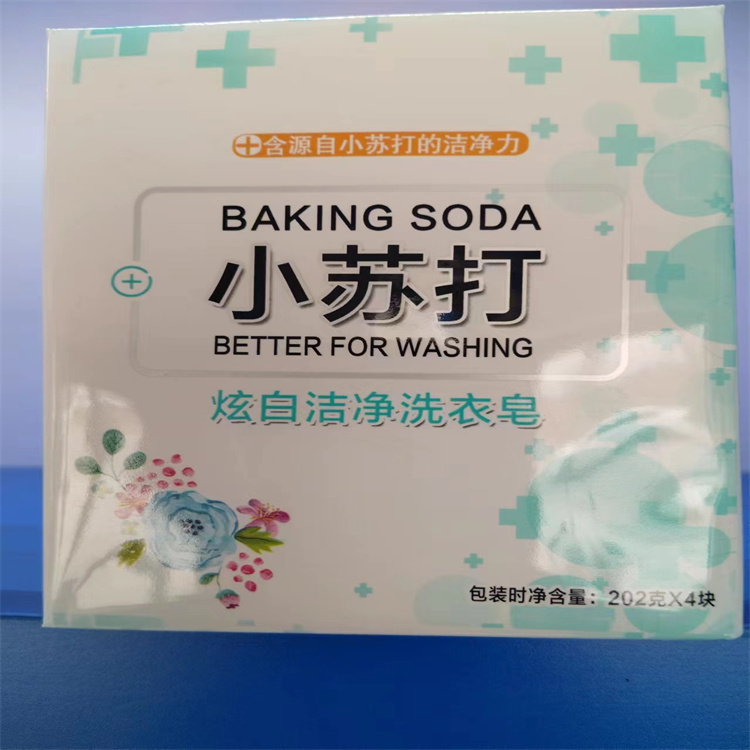 含源自小苏打的洁净力
BAKING SODA
小苏打
BETTER FOR WASHING
炫白洁净洗衣皂
包装时净含量：202克X4块